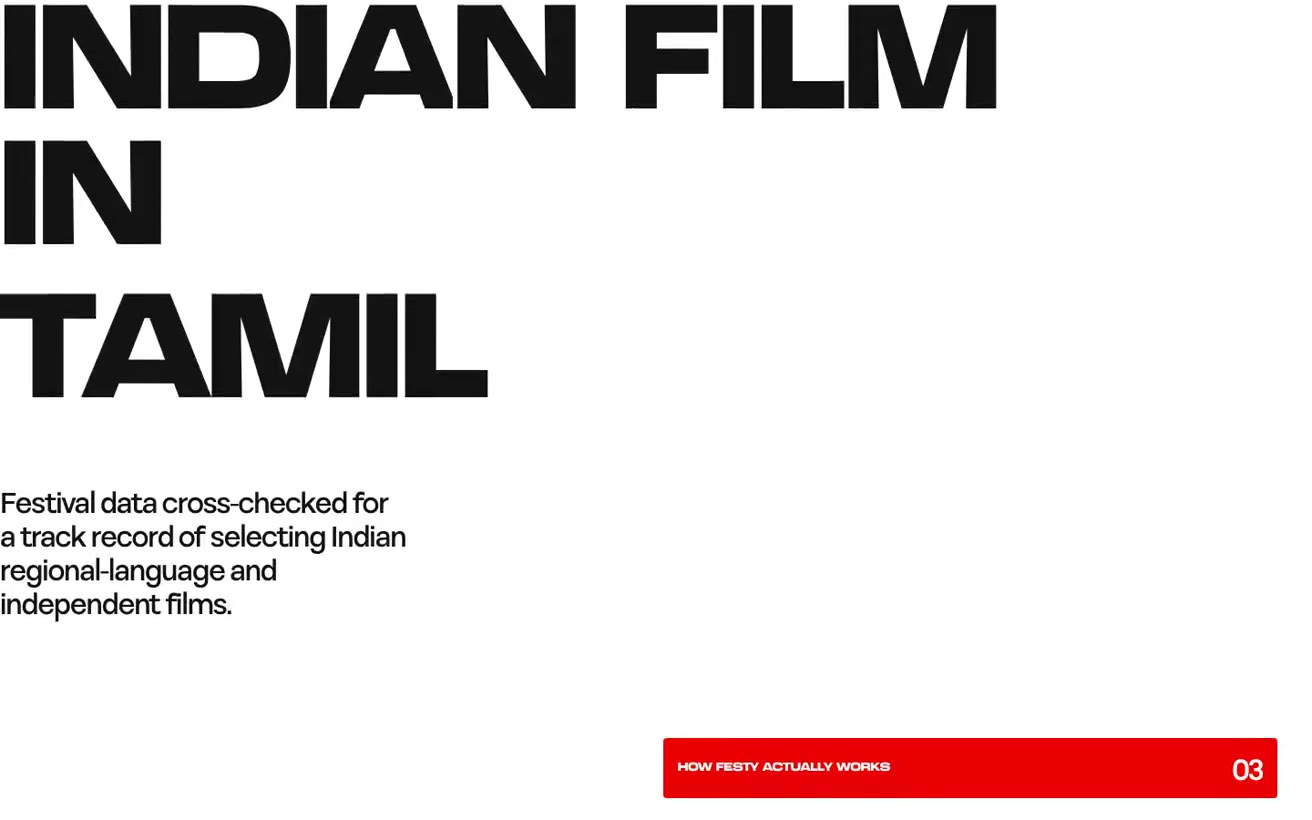 INDIAN FILM
IN
TAMIL
Festival data cross-checked for
a track record of selecting Indian
regional-language and
independent films.
HOW FESTY ACTUALLY WORKS
03